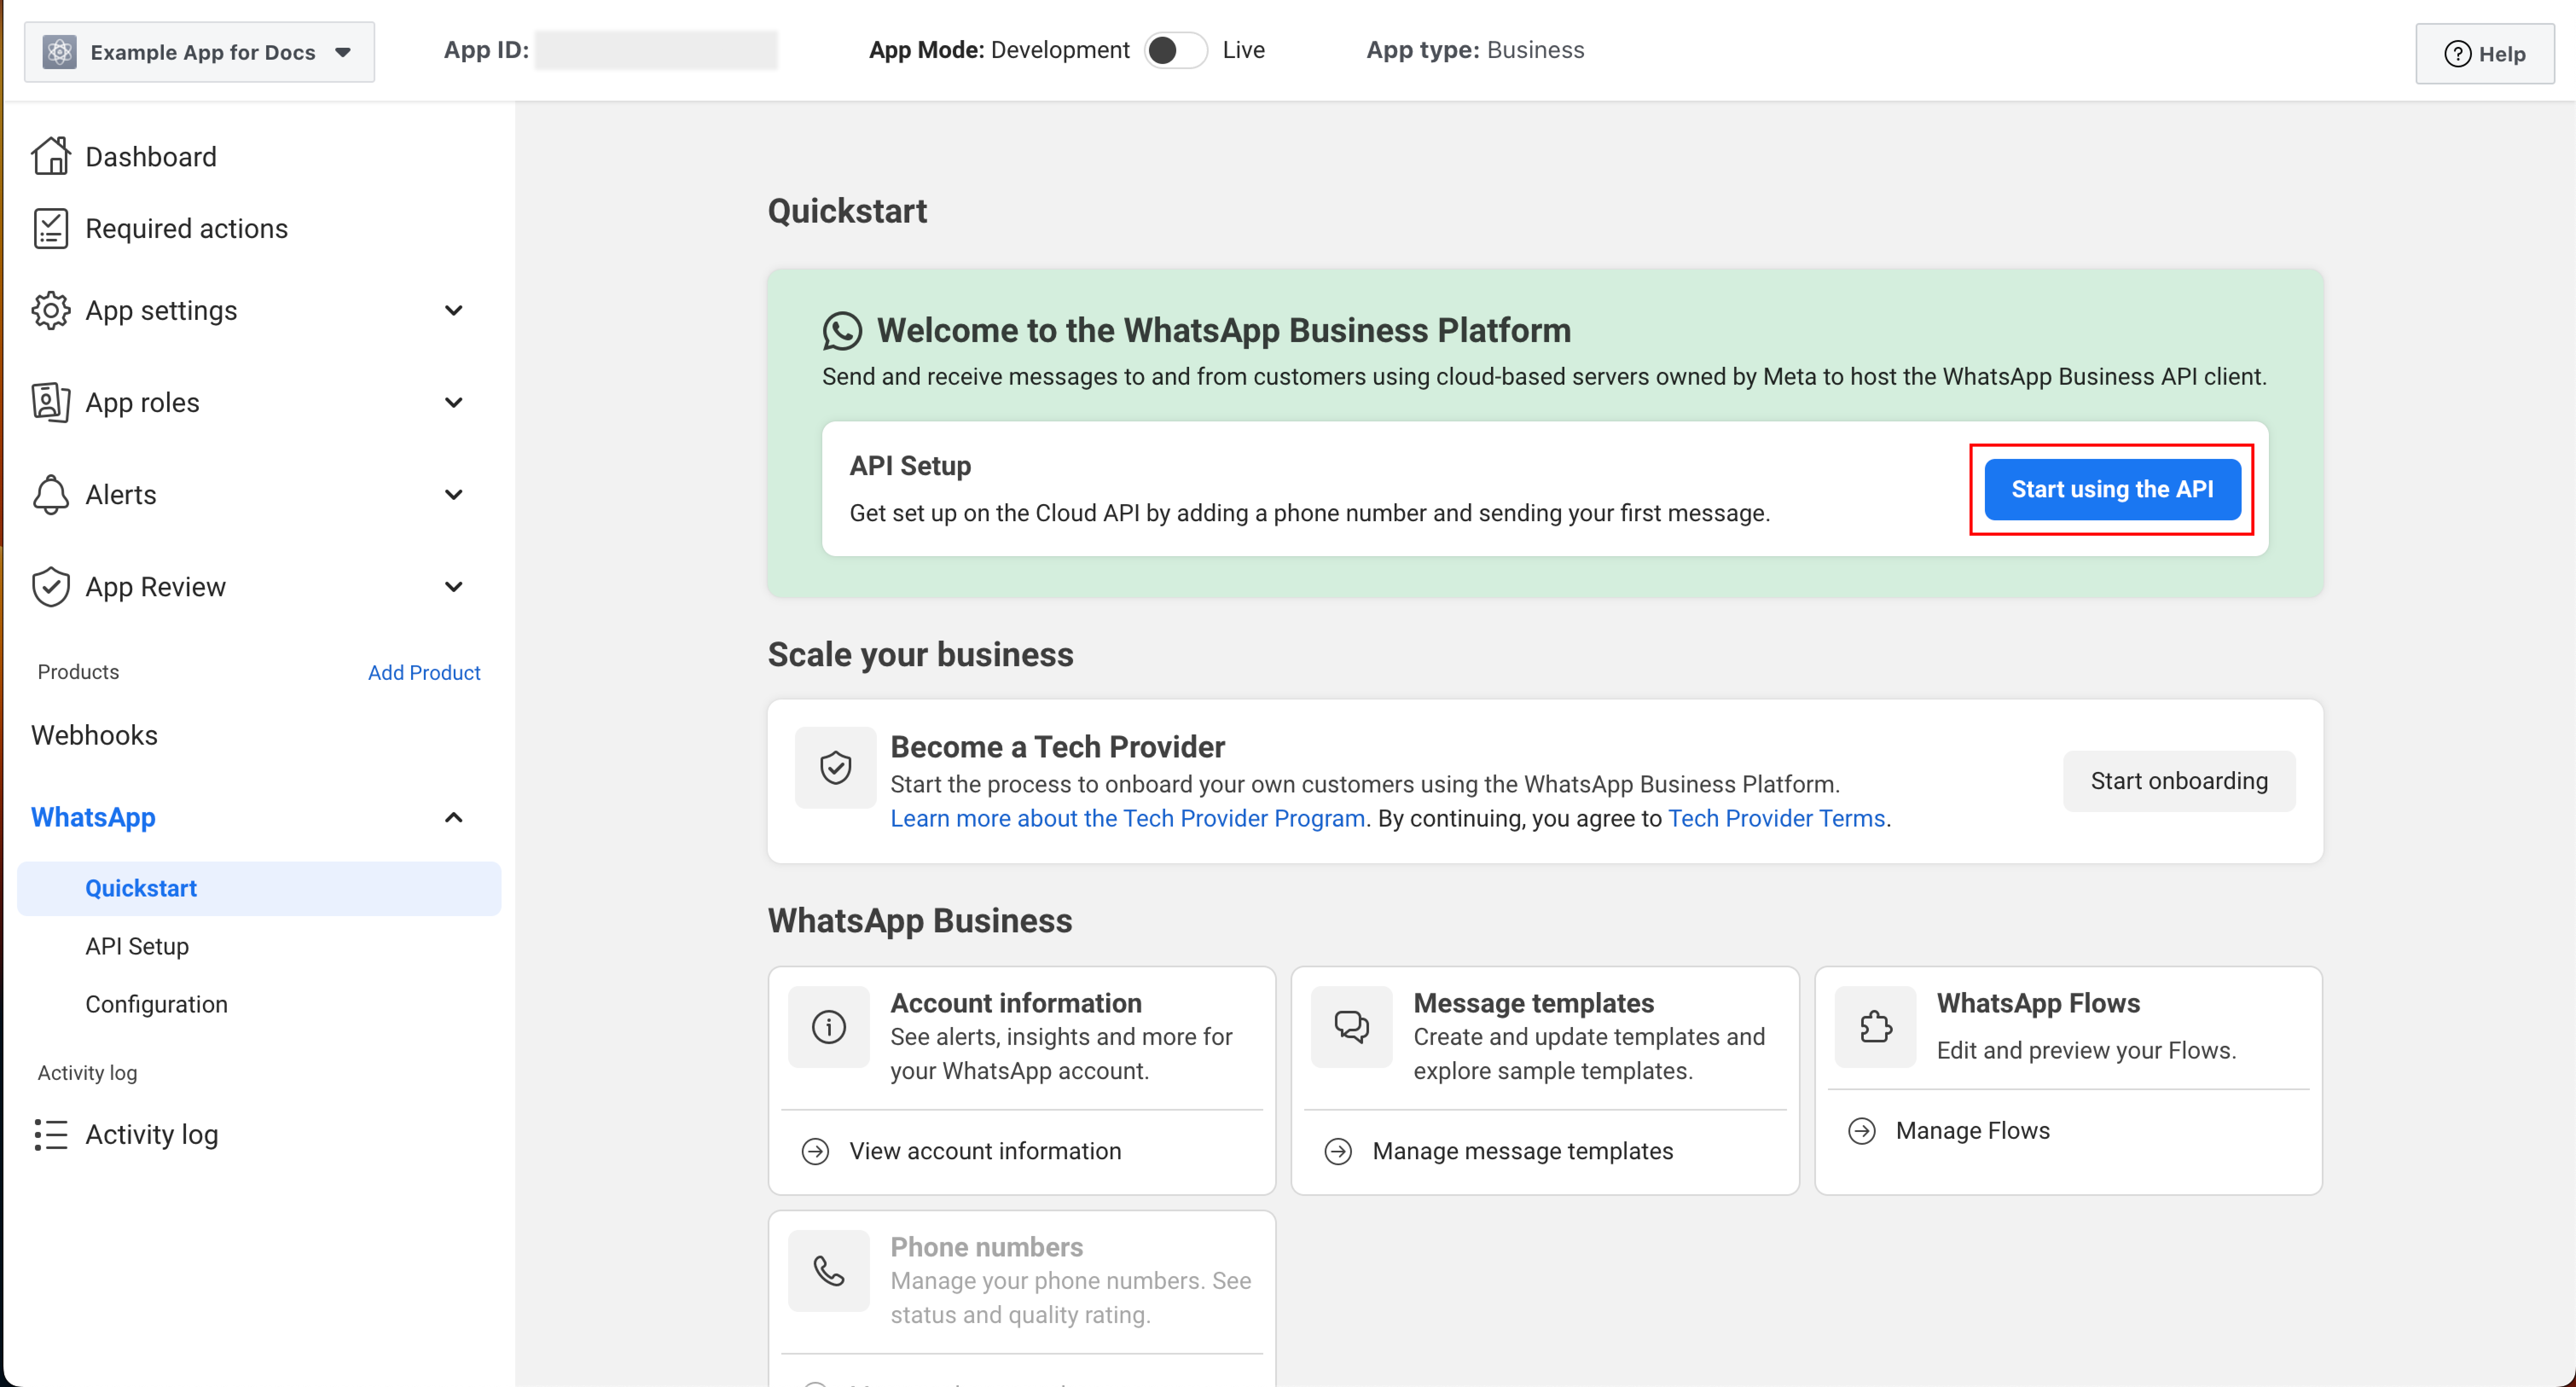 Example App for Docs
App ID:
App Mode: Development
Live
App type: Business
Help
Dashboard
Required actions
App settings
App roles
Alerts
App Review
Products
Add Product
Webhooks
WhatsApp
Quickstart
API Setup
Configuration
Activity log
Activity log
Quickstart
Welcome to the WhatsApp Business Platform
Send and receive messages to and from customers using cloud-based servers owned by Meta to host the WhatsApp Business API client.
API Setup
Get set up on the Cloud API by adding a phone number and sending your first message.
Start using the API
Scale your business
Become a Tech Provider
Start the process to onboard your own customers using the WhatsApp Business Platform.
Learn more about the Tech Provider Program. By continuing, you agree to Tech Provider Terms.
Start onboarding
WhatsApp Business
Account information
See alerts, insights and more for
your WhatsApp account.
View account information
Message templates
Create and update templates and
explore sample templates.
Manage message templates
WhatsApp Flows
Edit and preview your Flows.
Manage Flows
Phone numbers
Manage your phone numbers. See
status and quality rating.